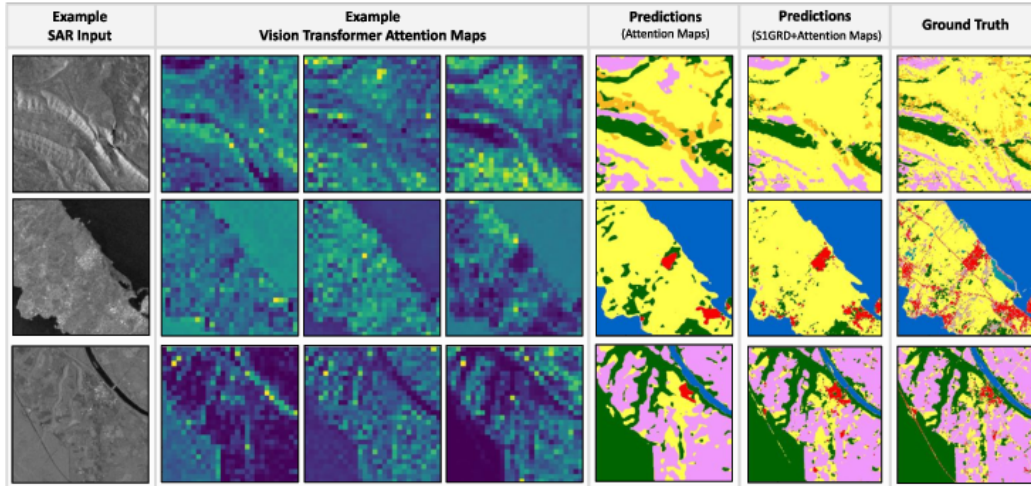 Example
SAR Input
Example
Vision Transformer Attention Maps
Predictions
(Attention Maps)
Predictions
(S1GRD+Attention Maps)
Ground Truth